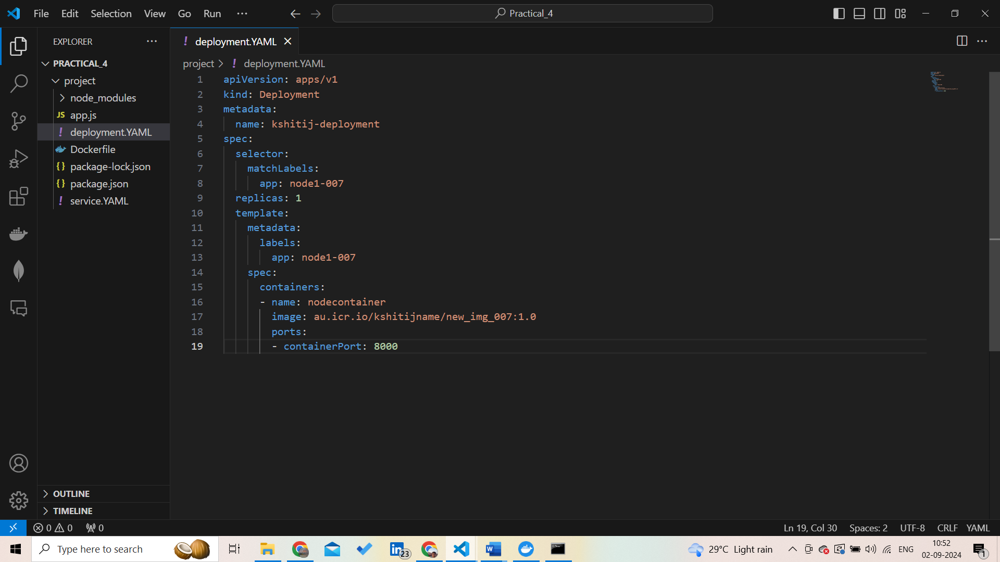 File Edit Selection View Go Run ···
Practical_4
EXPLORER
PRACTICAL_4
project
node_modules
JS app.js
! deployment.YAML
Dockerfile
{} package-lock.json
{} package.json
! service.YAML
OUTLINE
TIMELINE
! deployment.YAML
project > ! deployment.YAML
1 apiVersion: apps/v1
2 kind: Deployment
3 metadata:
4 name: kshitij-deployment
5 spec:
6 selector:
7 matchLabels:
8 app: node1-007
9 replicas: 1
10 template:
11 metadata:
12 labels:
13 app: node1-007
14 spec:
15 containers:
16 - name: nodecontainer
17 image: au.icr.io/kshitijname/new_img_007:1.0
18 ports:
19 - containerPort: 8000
0 0 0
Ln 19, Col 30 Spaces: 2 UTF-8 CRLF YAML
Type here to search
23
29°C Light rain
ENG
10:52
02-09-2024
1